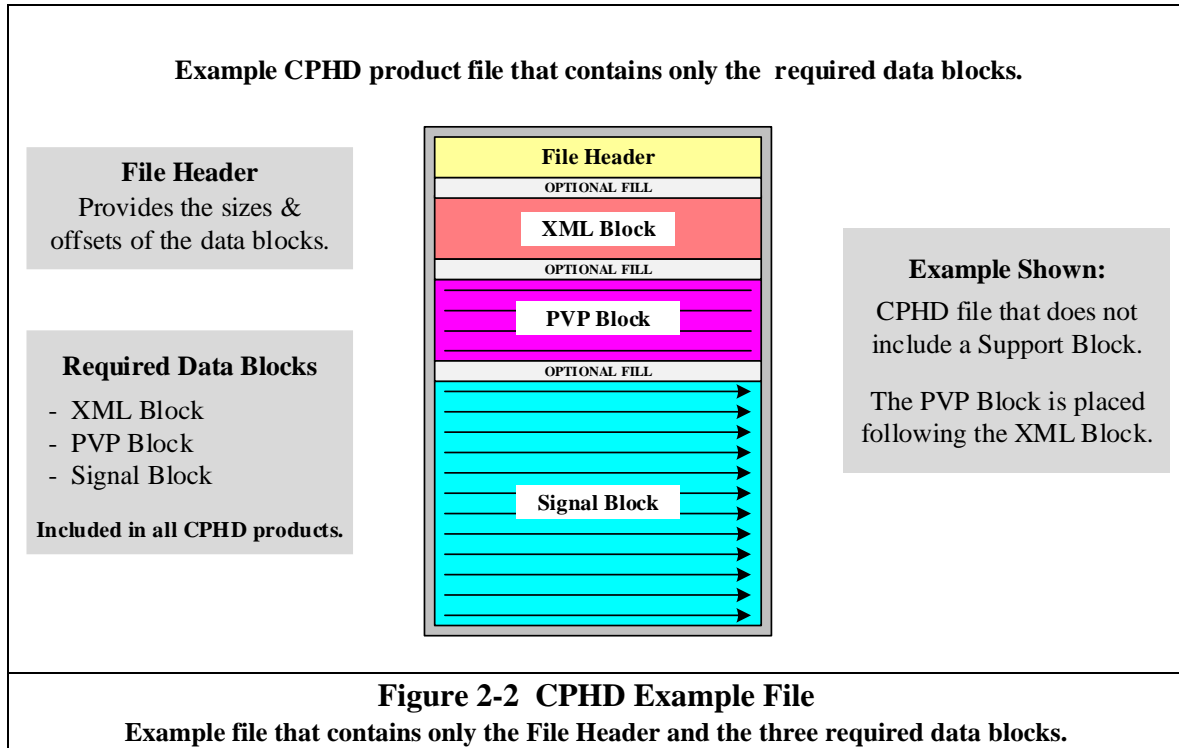 Example CPHD product file that contains only the required data blocks.
File Header
Provides the sizes &
offsets of the data blocks.
Required Data Blocks
- XML Block
- PVP Block
- Signal Block
Included in all CPHD products.
File Header
OPTIONAL FILL
XML Block
OPTIONAL FILL
PVP Block
OPTIONAL FILL
Signal Block
Example Shown:
CPHD file that does not
include a Support Block.
The PVP Block is placed
following the XML Block.
Figure 2-2 CPHD Example File
Example file that contains only the File Header and the three required data blocks.